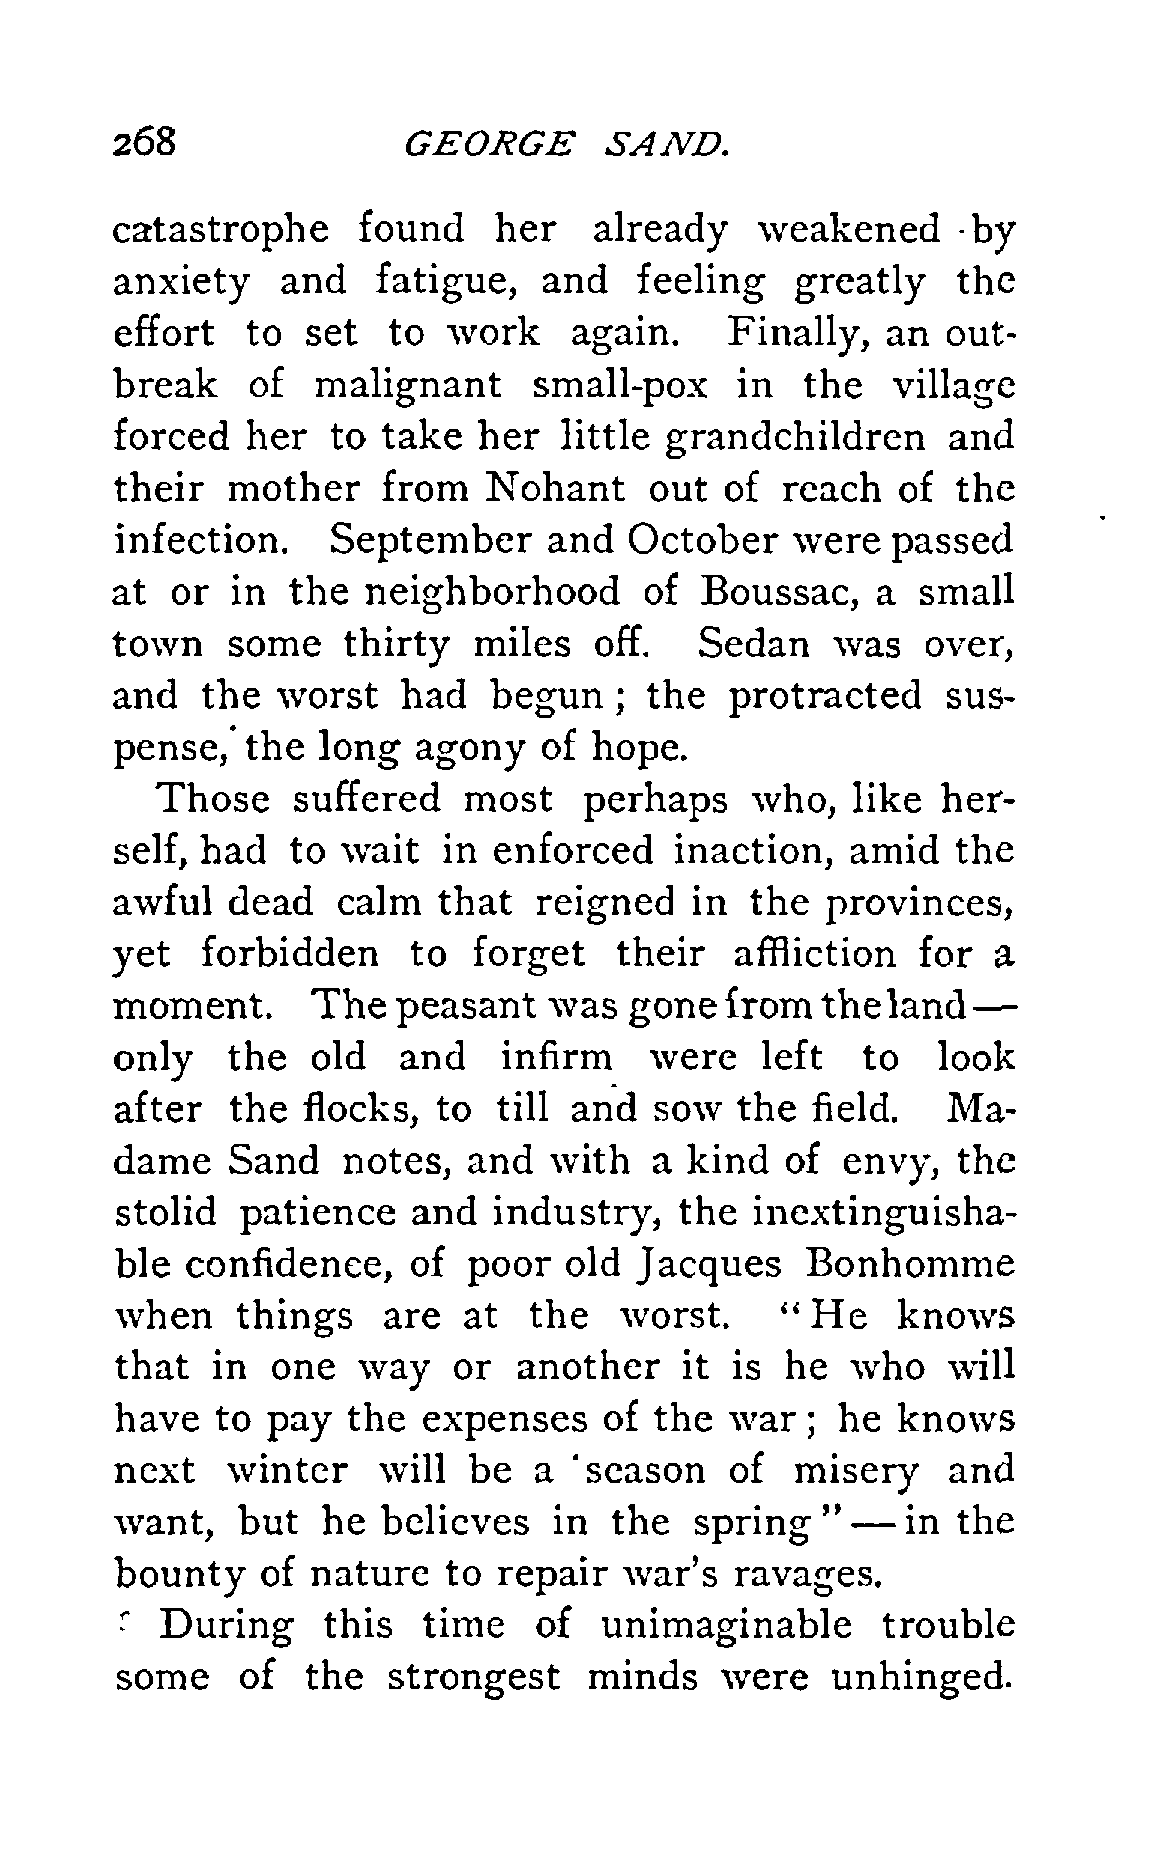 268 GEORGE SAND.
catastrophe found her already weakened by
anxiety and fatigue, and feeling greatly the
effort to set to work again. Finally, an out-
break of malignant small-pox in the village
forced her to take her little grandchildren and
their mother from Nohant out of reach of the
infection. September and October were passed
at or in the neighborhood of Boussac, a small
town some thirty miles off. Sedan was over,
and the worst had begun ; the protracted sus-
pense, the long agony of hope.
Those suffered most perhaps who, like her-
self, had to wait in enforced inaction, amid the
awful dead calm that reigned in the provinces,
yet forbidden to forget their affliction for a
moment. The peasant was gone from the land—
only the old and infirm were left to look
after the flocks, to till and sow the field. Ma-
dame Sand notes, and with a kind of envy, the
stolid patience and industry, the inextinguisha-
ble confidence, of poor old Jacques Bonhomme
when things are at the worst. "He knows
that in one way or another it is he who will
have to pay the expenses of the war ; he knows
next winter will be a season of misery and
want, but he believes in the spring" — in the
bounty of nature to repair war's ravages.
During this time of unimaginable trouble
some of the strongest minds were unhinged.